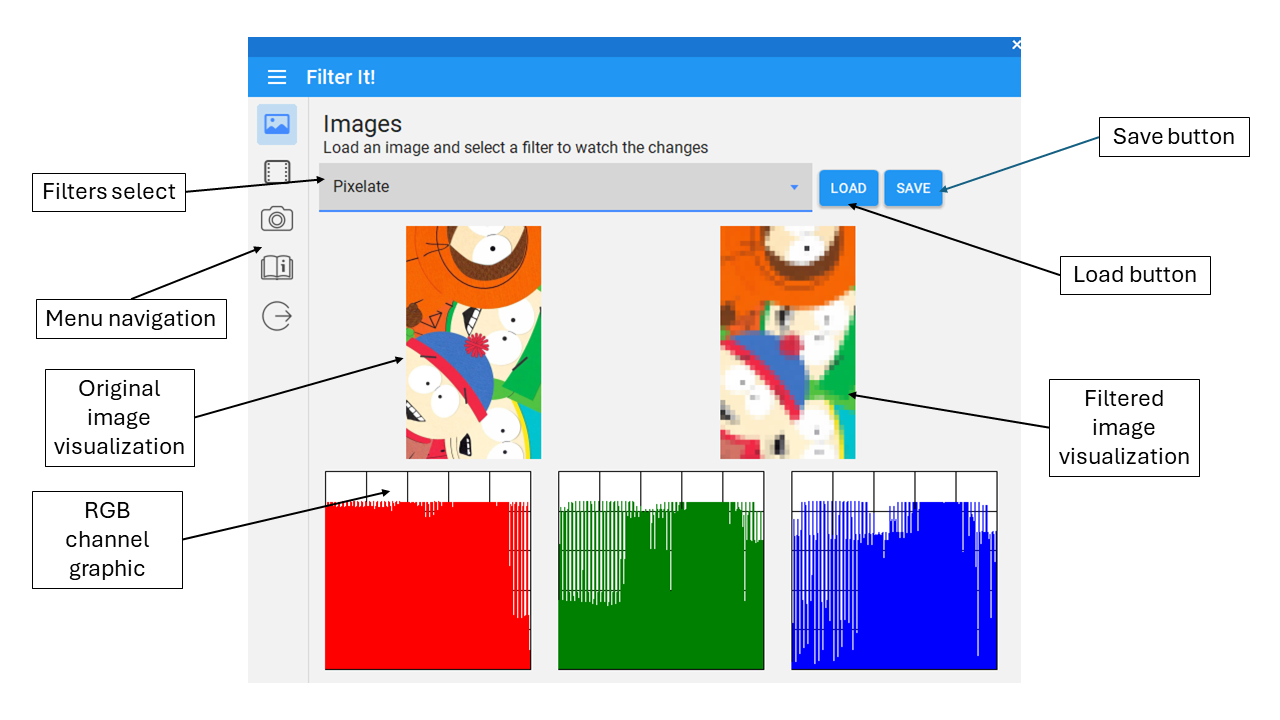 Filter It!
Images
Load an image and select a filter to watch the changes
Pixelate
LOAD
SAVE
Save button
Filters select
Load button
Menu navigation
Original
image
visualization
Filtered
image
visualization
RGB
channel
graphic